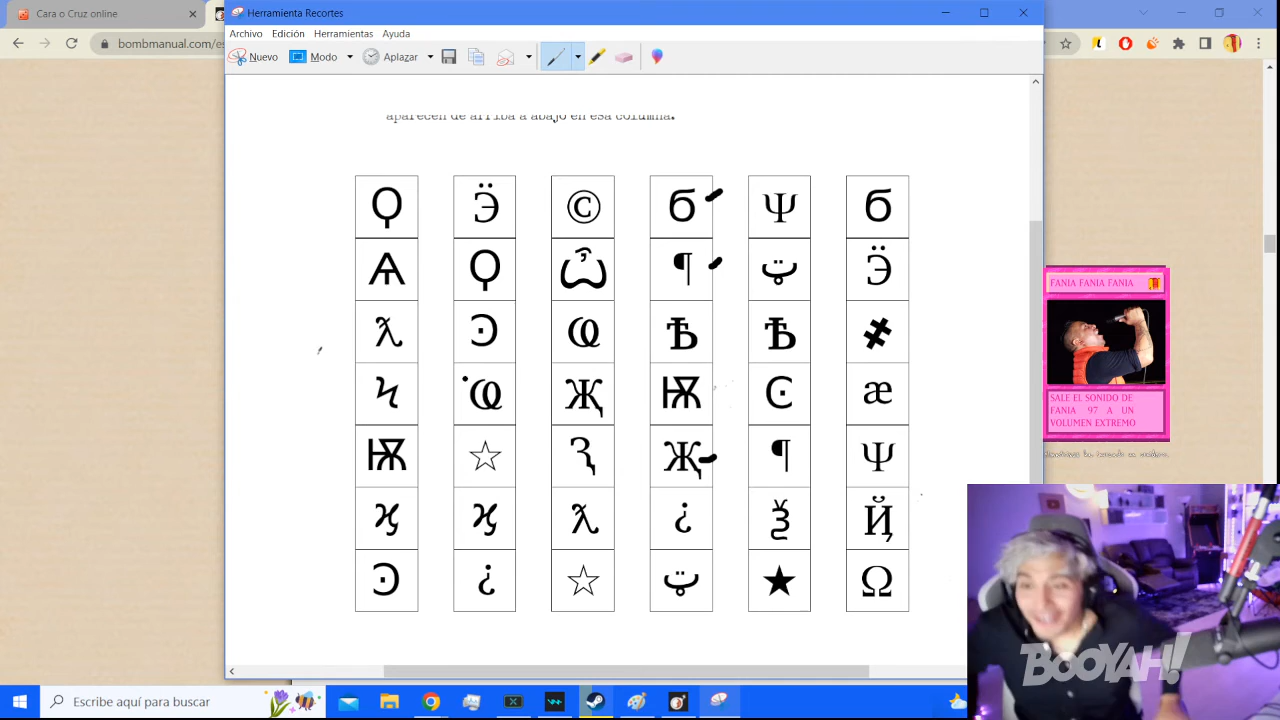 Cara o Cruz online
Herramienta Recortes
bombmanual.com/es
Archivo Edición Herramientas Ayuda
Nuevo Modo Aplazar
aparecen de arriba a abajo en esa columna.
Ϙ Ӭ © б Ψ б
Ѧ Ϙ Ѽ ¶ ټ Ӭ
ƛ Ͽ Ҩ Ѣ Ѣ ҂
Ϟ Ҩ Җ Ѭ Ͼ æ
Ѭ ☆ Ԇ Җ ¶ Ψ
ϗ ϗ ƛ ¿ Ѯ Ҋ
Ͽ ¿ ☆ ټ ★ Ω
FANIA FANIA FANIA
SALE EL SONIDO DE
FANIA 97 A UN
VOLUMEN EXTREMO
BOOYAH!
Escribe aquí para buscar